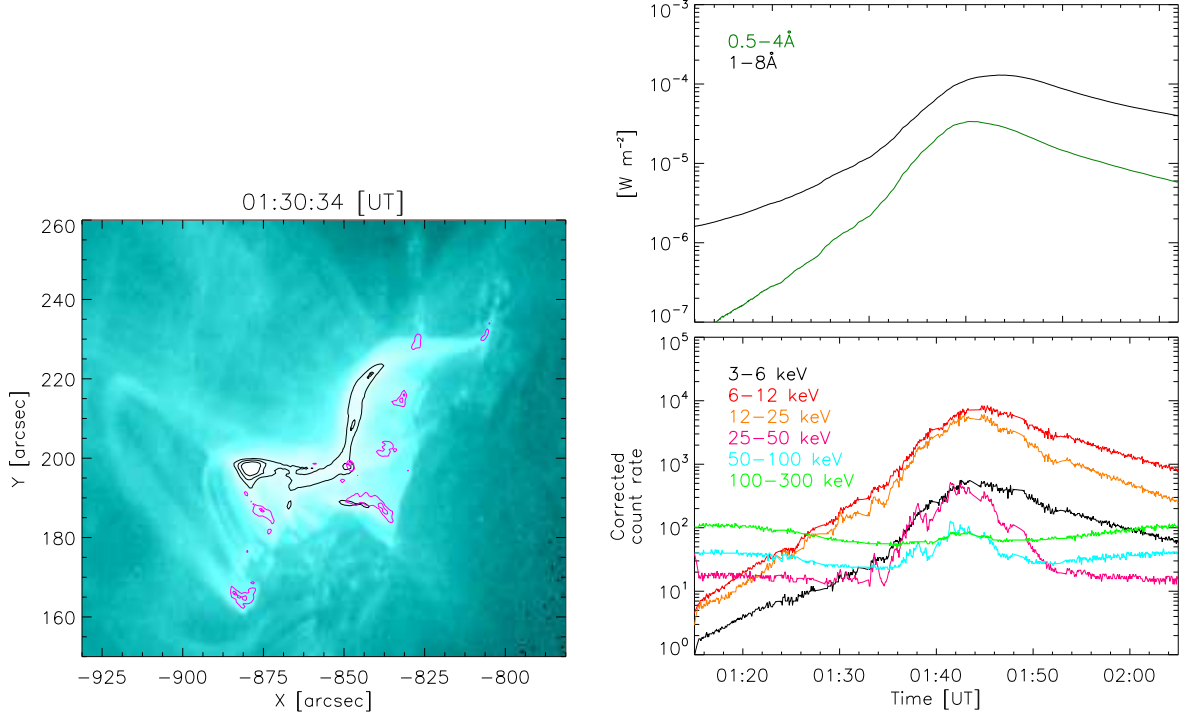 01:30:34 [UT]
260
240
220
200
180
160
Y [arcsec]
−925 −900 −875 −850 −825 −800
X [arcsec]
0.5−4Å
1−8Å
10⁻³
10⁻⁴
10⁻⁵
10⁻⁶
10⁻⁷
[W m⁻²]
3−6 keV
6−12 keV
12−25 keV
25−50 keV
50−100 keV
100−300 keV
10⁵
10⁴
10³
10²
10¹
10⁰
Corrected
count rate
01:20 01:30 01:40 01:50 02:00
Time [UT]